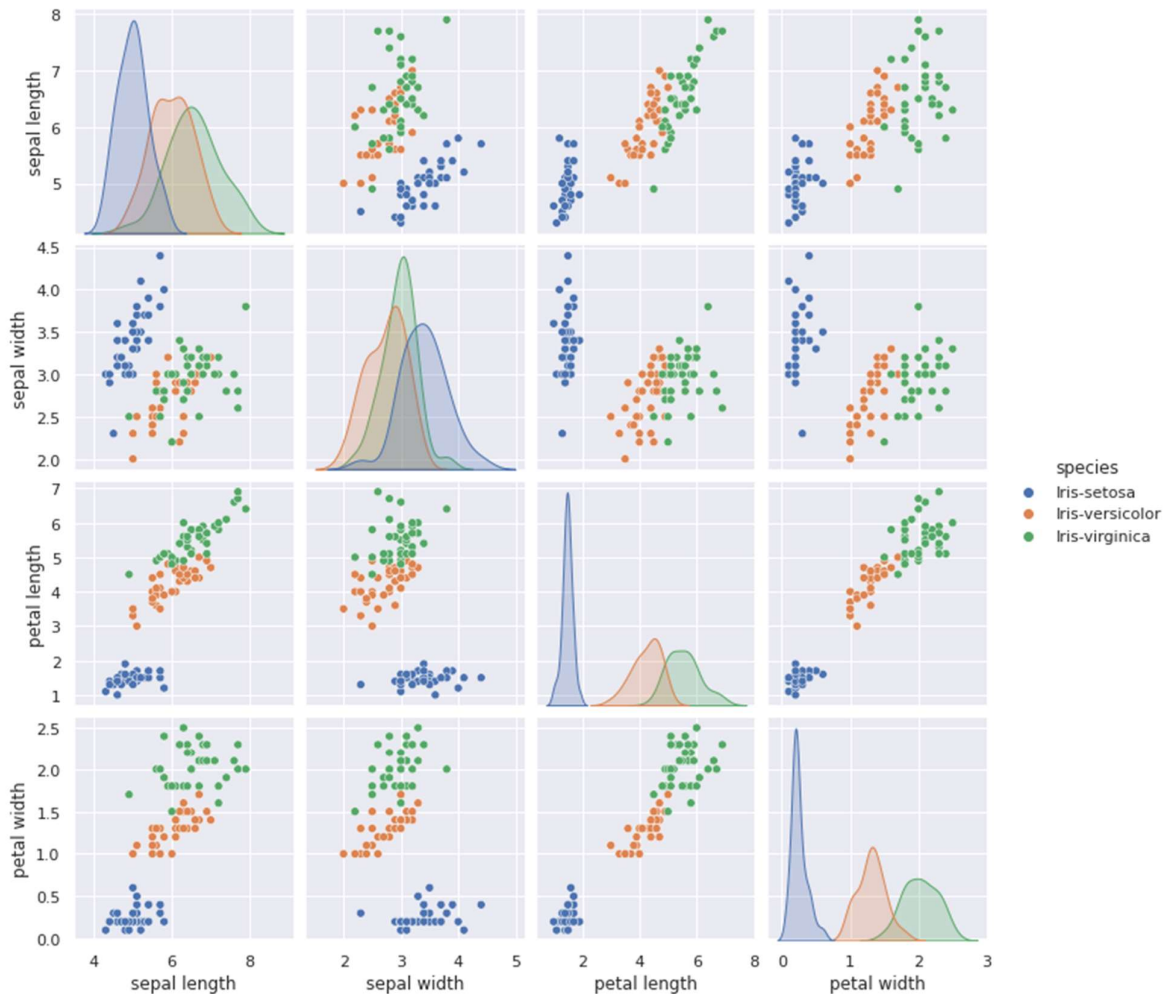 8
7
6
5
sepal length
4.5
4.0
3.5
3.0
2.5
2.0
sepal width
species
Iris-setosa
Iris-versicolor
Iris-virginica
7
6
5
4
3
2
1
petal length
2.5
2.0
1.5
1.0
0.5
0.0
petal width
4 6 8
sepal length
2 3 4 5
sepal width
2 4 6 8
petal length
0 1 2 3
petal width